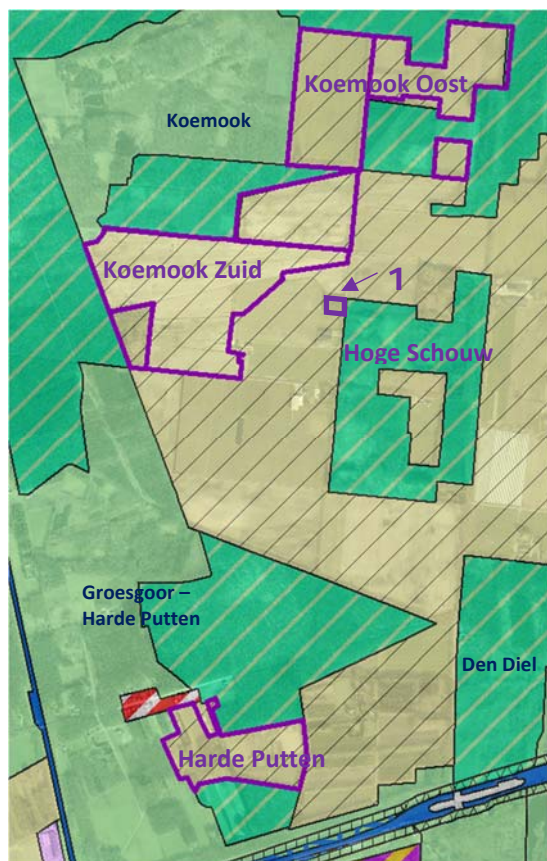 Koemook Oost
Koemook
Koemook Zuid
1
Hoge Schouw
Groesgoor –
Harde Putten
Den Diel
Harde Putten